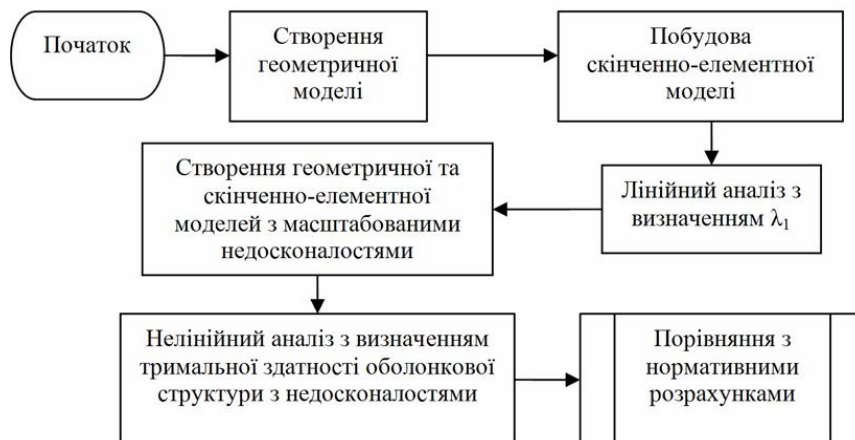 Початок
Створення
геометричної
моделі
Побудова
скінченно-елементної
моделі
Лінійний аналіз з
визначенням λ₁
Створення геометричної та
скінченно-елементної
моделей з масштабованими
недосконалостями
Нелінійний аналіз з визначенням
тримальної здатності оболонкової
структури з недосконалостями
Порівняння з
нормативними
розрахунками